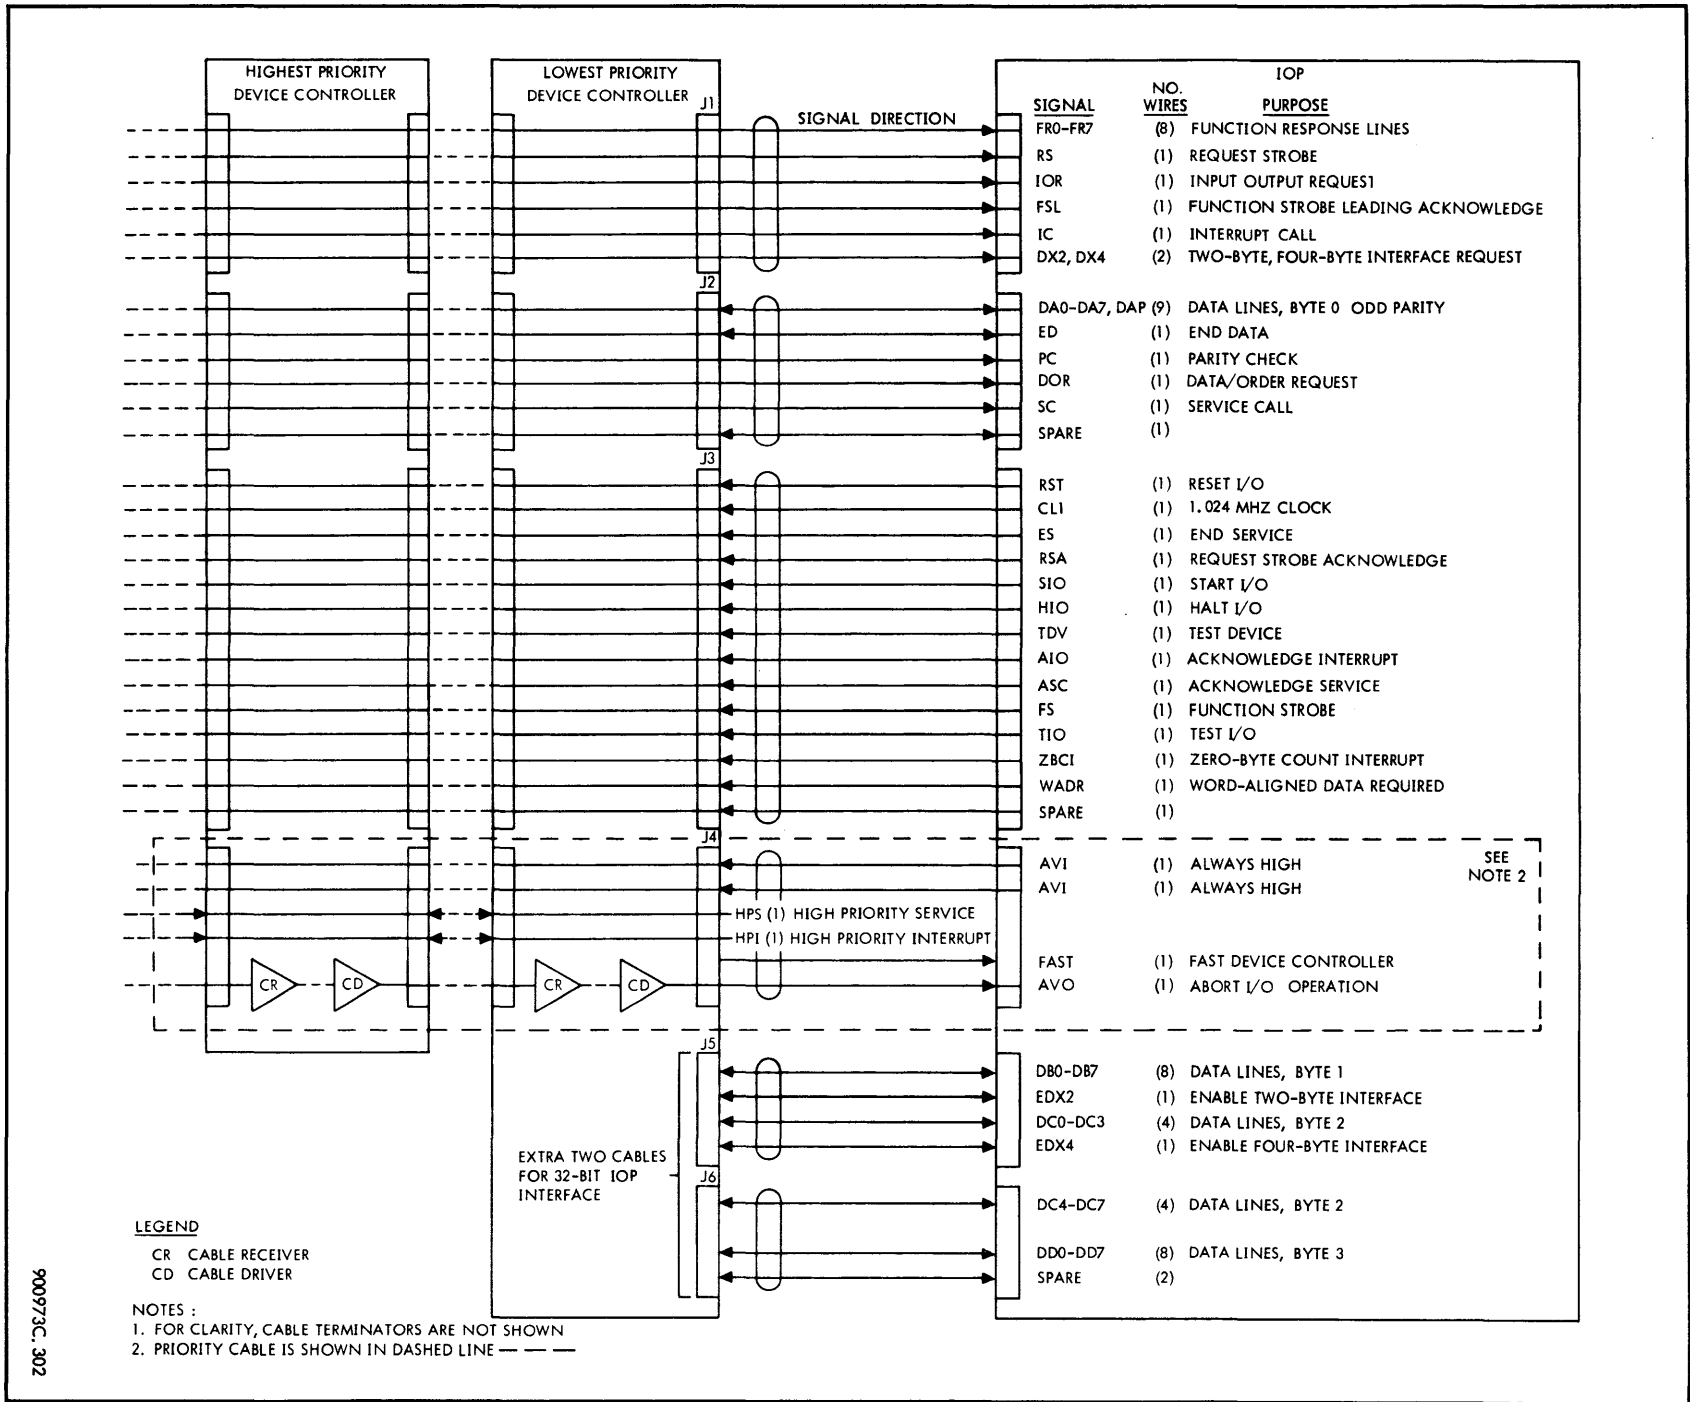 HIGHEST PRIORITY
DEVICE CONTROLLER
LOWEST PRIORITY
DEVICE CONTROLLER
J1
SIGNAL DIRECTION
IOP
SIGNAL NO. WIRES PURPOSE
FR0-FR7 (8) FUNCTION RESPONSE LINES
RS (1) REQUEST STROBE
IOR (1) INPUT OUTPUT REQUEST
FSL (1) FUNCTION STROBE LEADING ACKNOWLEDGE
IC (1) INTERRUPT CALL
DX2, DX4 (2) TWO-BYTE, FOUR-BYTE INTERFACE REQUEST
J2
DA0-DA7, DAP (9) DATA LINES, BYTE 0 ODD PARITY
ED (1) END DATA
PC (1) PARITY CHECK
DOR (1) DATA/ORDER REQUEST
SC (1) SERVICE CALL
SPARE (1)
J3
RST (1) RESET I/O
CL1 (1) 1.024 MHZ CLOCK
ES (1) END SERVICE
RSA (1) REQUEST STROBE ACKNOWLEDGE
SIO (1) START I/O
HIO (1) HALT I/O
TDV (1) TEST DEVICE
AIO (1) ACKNOWLEDGE INTERRUPT
ASC (1) ACKNOWLEDGE SERVICE
FS (1) FUNCTION STROBE
TIO (1) TEST I/O
ZBCI (1) ZERO-BYTE COUNT INTERRUPT
WADR (1) WORD-ALIGNED DATA REQUIRED
SPARE (1)
J4
AVI (1) ALWAYS HIGH
AVI (1) ALWAYS HIGH
SEE
NOTE 2
HPS (1) HIGH PRIORITY SERVICE
HPI (1) HIGH PRIORITY INTERRUPT
FAST (1) FAST DEVICE CONTROLLER
CR CD CR CD
AVO (1) ABORT I/O OPERATION
J5
DB0-DB7 (8) DATA LINES, BYTE 1
EDX2 (1) ENABLE TWO-BYTE INTERFACE
DC0-DC3 (4) DATA LINES, BYTE 2
EDX4 (1) ENABLE FOUR-BYTE INTERFACE
EXTRA TWO CABLES
FOR 32-BIT IOP
INTERFACE
J6
DC4-DC7 (4) DATA LINES, BYTE 2
DD0-DD7 (8) DATA LINES, BYTE 3
SPARE (2)
LEGEND
CR CABLE RECEIVER
CD CABLE DRIVER
NOTES :
1. FOR CLARITY, CABLE TERMINATORS ARE NOT SHOWN
2. PRIORITY CABLE IS SHOWN IN DASHED LINE
900973C. 302